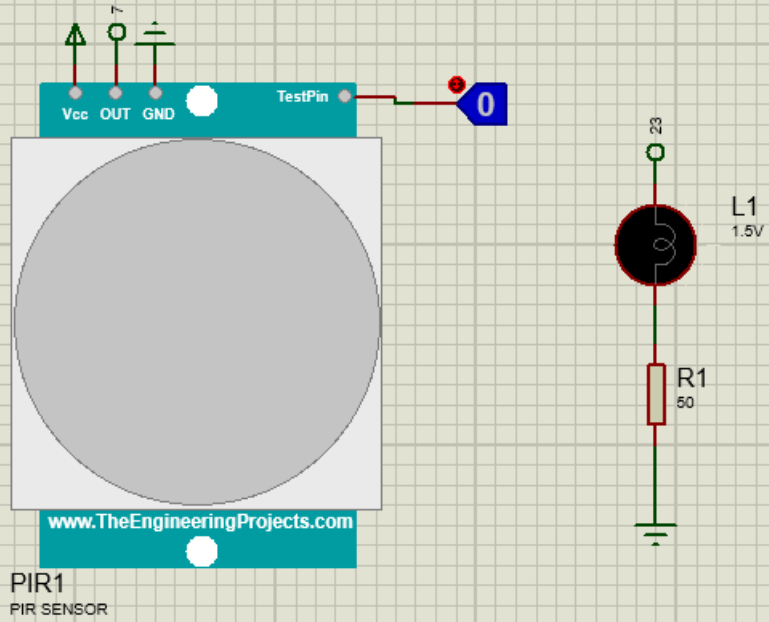 7
Vcc OUT GND
TestPin
0
23
L1
1.5V
R1
50
www.TheEngineeringProjects.com
PIR1
PIR SENSOR